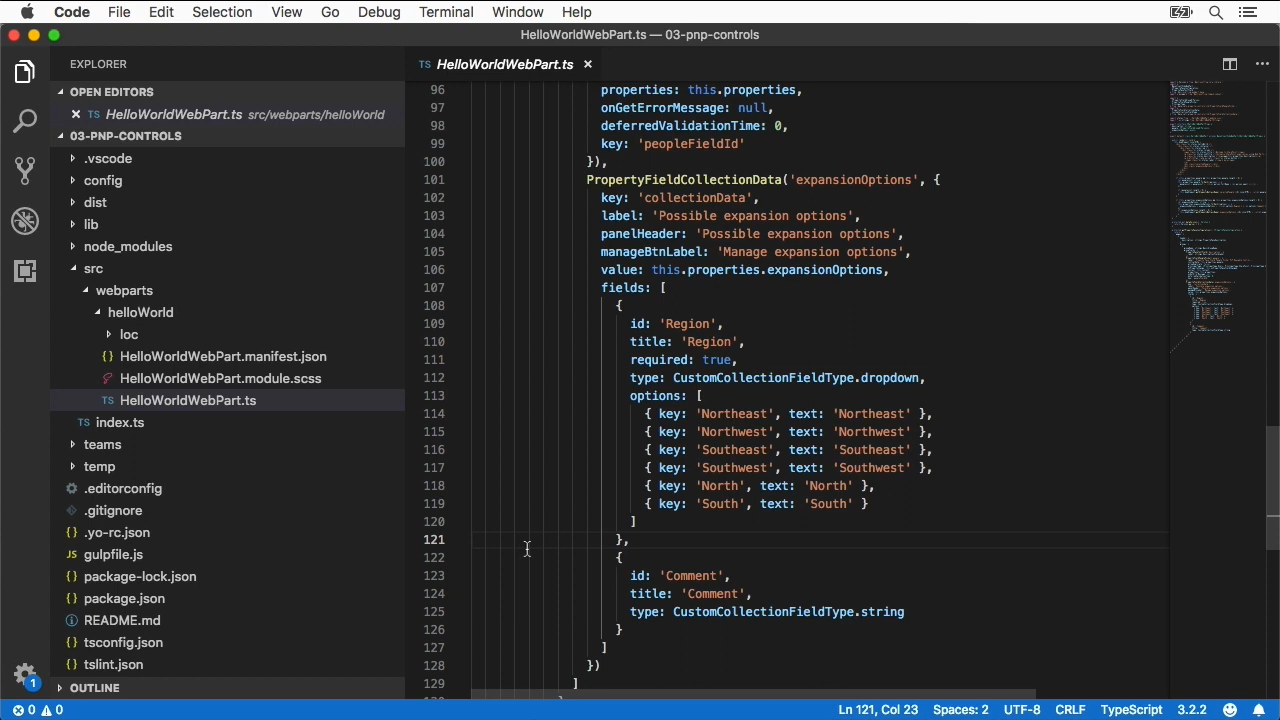 Code File Edit Selection View Go Debug Terminal Window Help
HelloWorldWebPart.ts — 03-pnp-controls
EXPLORER
OPEN EDITORS
TS HelloWorldWebPart.ts src/webparts/helloWorld
03-PNP-CONTROLS
.vscode
config
dist
lib
node_modules
src
webparts
helloWorld
loc
{} HelloWorldWebPart.manifest.json
HelloWorldWebPart.module.scss
TS HelloWorldWebPart.ts
TS index.ts
teams
temp
.editorconfig
.gitignore
{} .yo-rc.json
JS gulpfile.js
{} package-lock.json
{} package.json
README.md
{} tsconfig.json
{} tslint.json
OUTLINE
1
TS HelloWorldWebPart.ts
96 properties: this.properties,
97 onGetErrorMessage: null,
98 deferredValidationTime: 0,
99 key: 'peopleFieldId'
100 }),
101 PropertyFieldCollectionData('expansionOptions', {
102 key: 'collectionData',
103 label: 'Possible expansion options',
104 panelHeader: 'Possible expansion options',
105 manageBtnLabel: 'Manage expansion options',
106 value: this.properties.expansionOptions,
107 fields: [
108 {
109 id: 'Region',
110 title: 'Region',
111 required: true,
112 type: CustomCollectionFieldType.dropdown,
113 options: [
114 { key: 'Northeast', text: 'Northeast' },
115 { key: 'Northwest', text: 'Northwest' },
116 { key: 'Southeast', text: 'Southeast' },
117 { key: 'Southwest', text: 'Southwest' },
118 { key: 'North', text: 'North' },
119 { key: 'South', text: 'South' }
120 ]
121 },
122 {
123 id: 'Comment',
124 title: 'Comment',
125 type: CustomCollectionFieldType.string
126 }
127 ]
128 })
129 ]
0 0 Ln 121, Col 23 Spaces: 2 UTF-8 CRLF TypeScript 3.2.2